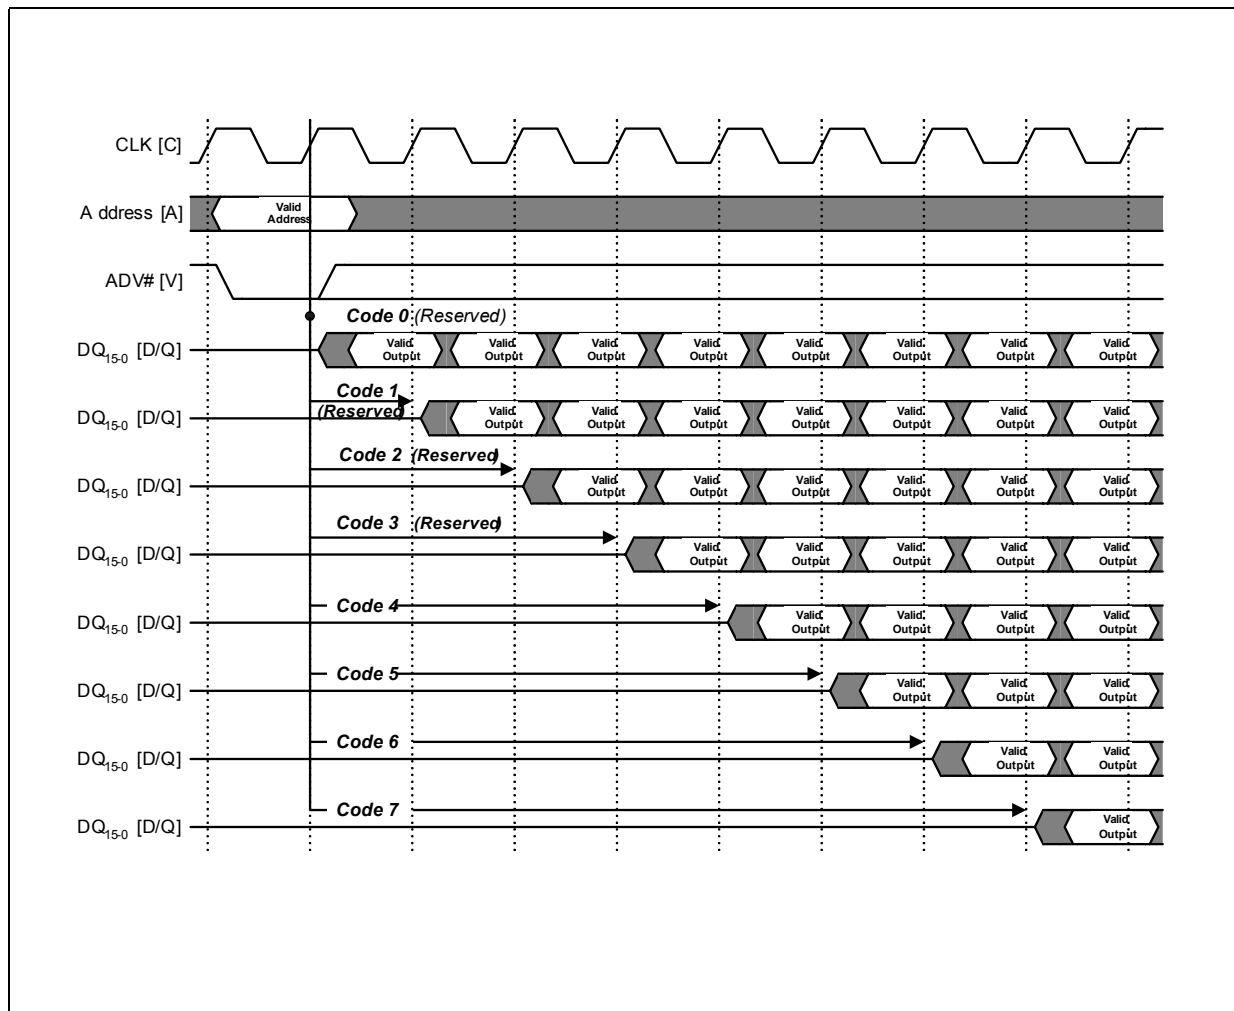 CLK [C]
A ddress [A]
Valid
Address
ADV# [V]
Code 0 (Reserved)
DQ15-0 [D/Q]
Valid Valid Valid Valid Valid Valid Valid Valid
Output Output Output Output Output Output Output Output
Code 1
(Reserved)
DQ15-0 [D/Q]
Valid Valid Valid Valid Valid Valid Valid
Output Output Output Output Output Output Output
Code 2 (Reserved)
DQ15-0 [D/Q]
Valid Valid Valid Valid Valid Valid
Output Output Output Output Output Output
Code 3 (Reserved)
DQ15-0 [D/Q]
Valid Valid Valid Valid Valid
Output Output Output Output Output
Code 4
DQ15-0 [D/Q]
Valid Valid Valid Valid
Output Output Output Output
Code 5
DQ15-0 [D/Q]
Valid Valid Valid
Output Output Output
Code 6
DQ15-0 [D/Q]
Valid Valid
Output Output
Code 7
DQ15-0 [D/Q]
Valid
Output